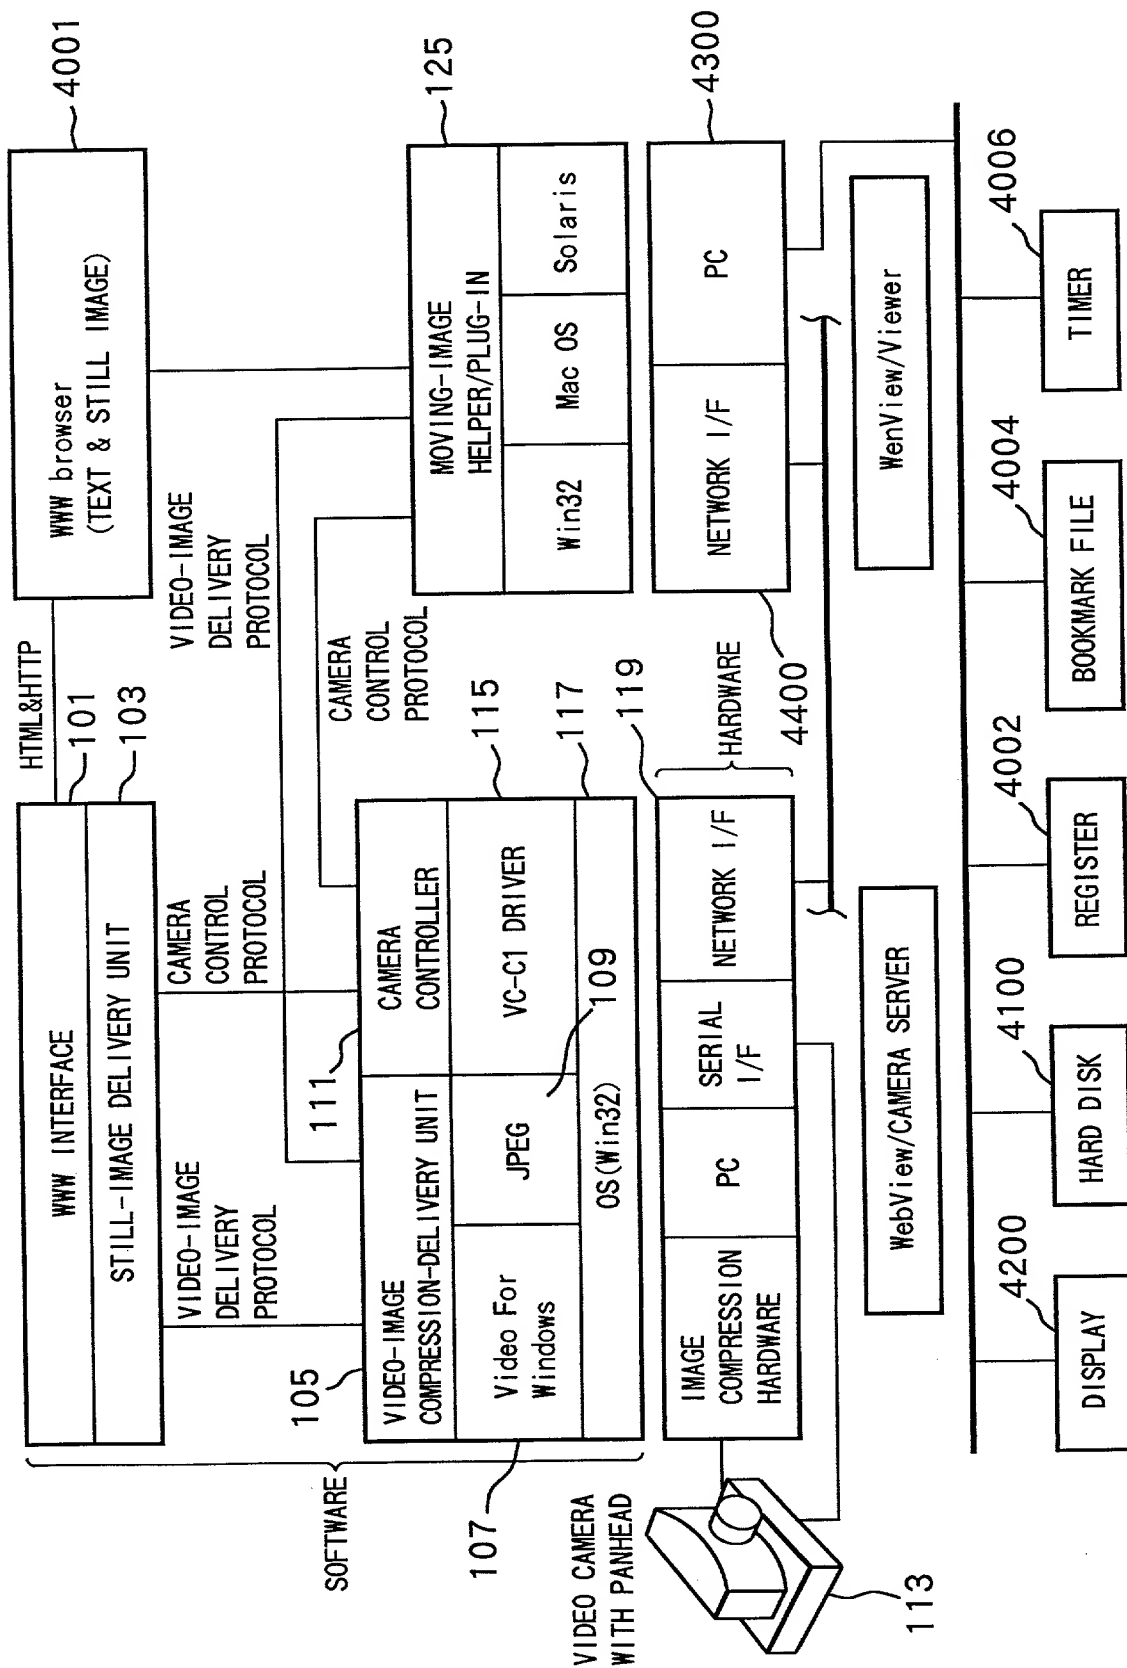 WWW INTERFACE
STILL-IMAGE DELIVERY UNIT
101
103
HTML&HTTP
WWW browser
(TEXT & STILL IMAGE)
4001
SOFTWARE
VIDEO-IMAGE
DELIVERY
PROTOCOL
CAMERA
CONTROL
PROTOCOL
VIDEO-IMAGE
DELIVERY
PROTOCOL
CAMERA
CONTROL
PROTOCOL
105
111
VIDEO-IMAGE
COMPRESSION-DELIVERY UNIT
CAMERA
CONTROLLER
Video For
Windows
JPEG
VC-C1 DRIVER
OS(Win32)
107
109
115
117
MOVING-IMAGE
HELPER/PLUG-IN
Win32
Mac OS
Solaris
125
VIDEO CAMERA
WITH PANHEAD
113
IMAGE
COMPRESSION
HARDWARE
PC
SERIAL
I/F
NETWORK I/F
119
HARDWARE
NETWORK I/F
PC
4400
4300
WebView/CAMERA SERVER
WenView/Viewer
4200
DISPLAY
4100
HARD DISK
4002
REGISTER
4004
BOOKMARK FILE
4006
TIMER